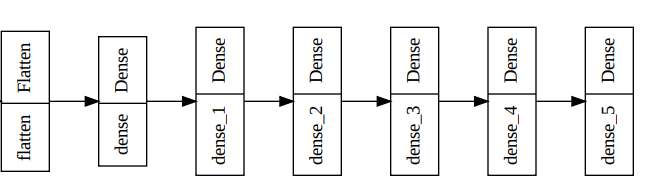 Flatten
flatten
Dense
dense
Dense
dense_1
Dense
dense_2
Dense
dense_3
Dense
dense_4
Dense
dense_5